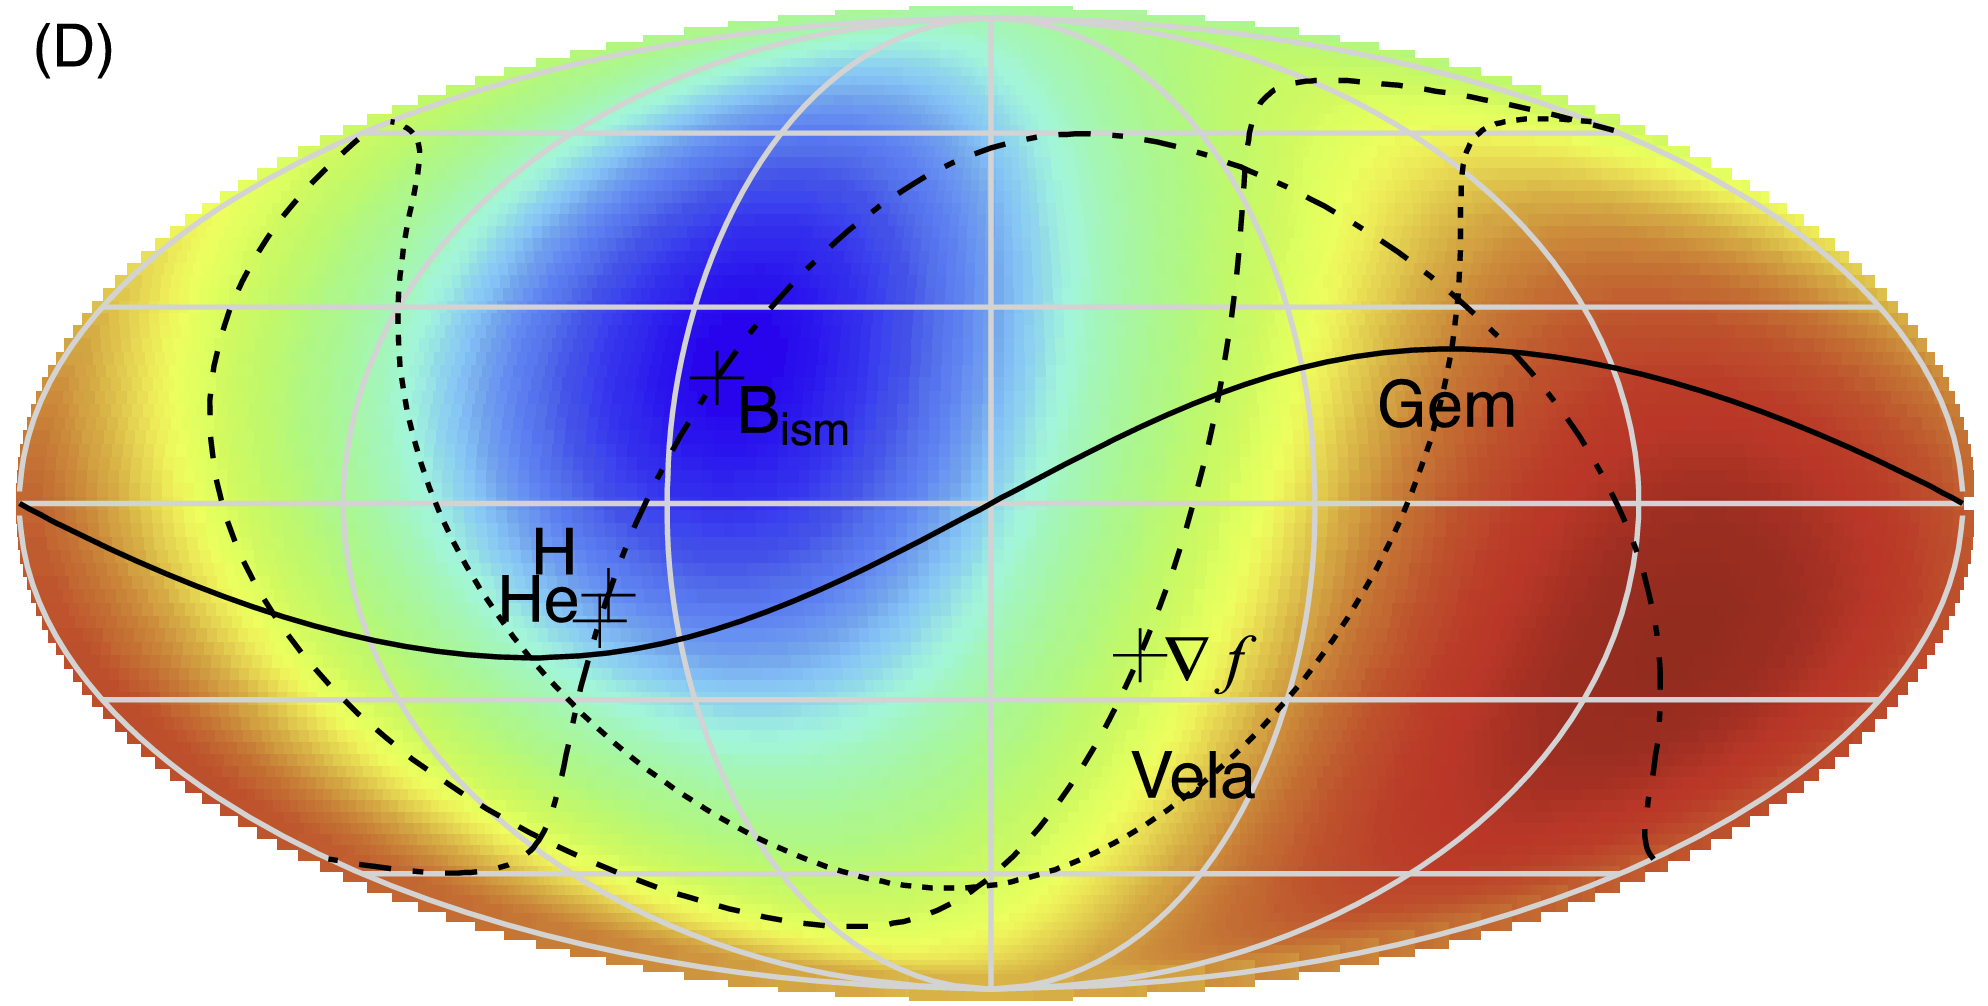 (D)
B_ism
Gem
H
He
∇ f
Vela